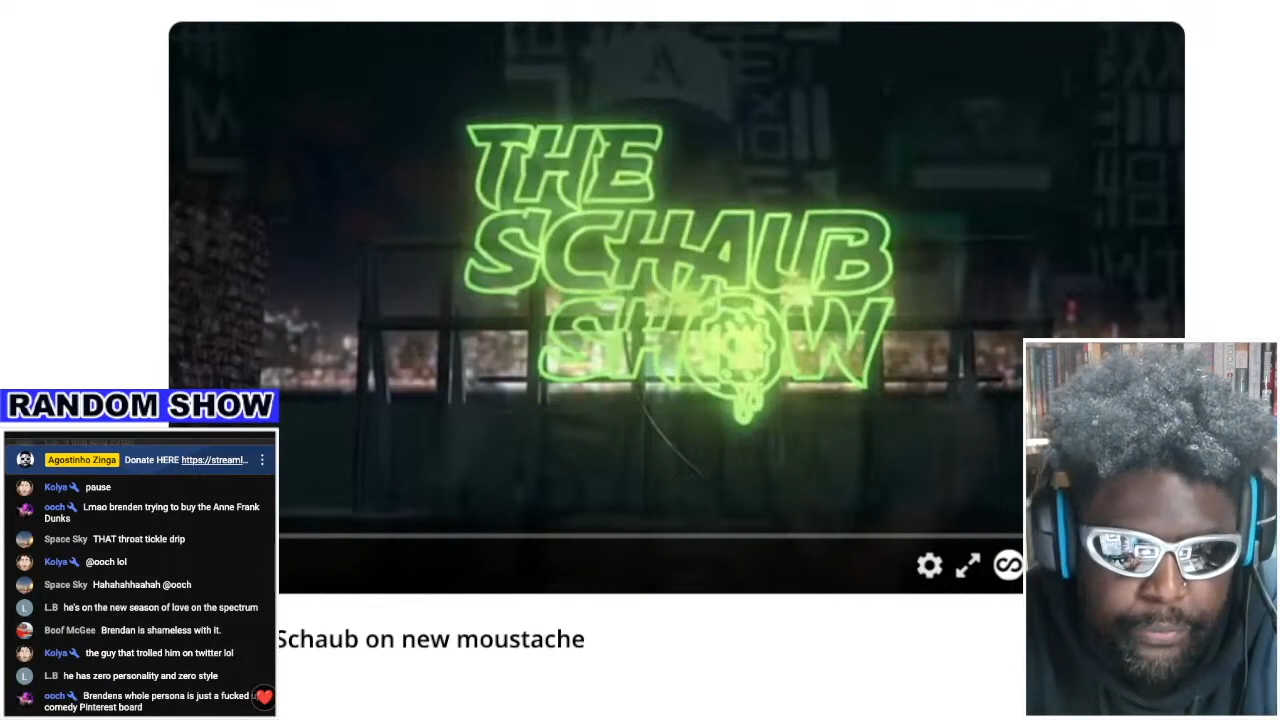 THE
SCHAUB
SHOW
RANDOM SHOW
Agostinho Zinga Donate HERE https://streaml...
Kolya pause
ooch Lmao brenden trying to buy the Anne Frank
Dunks
Space Sky THAT throat tickle drip
Kolya @ooch lol
Space Sky Hahahahhaahah @ooch
L L.B he's on the new season of love on the spectrum
Boof McGee Brendan is shameless with it.
Kolya the guy that trolled him on twitter lol
L L.B he has zero personality and zero style
ooch Brendens whole persona is just a fucked
comedy Pinterest board
Schaub on new moustache